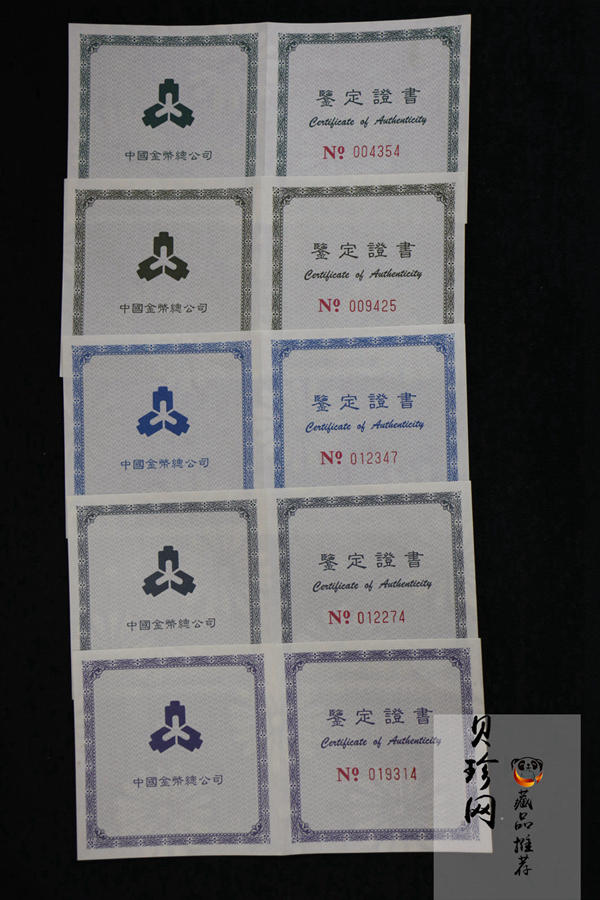 中國金幣總公司
鑒定證書
Certificate of Authenticity
Nº 004354
中國金幣總公司
鑒定證書
Certificate of Authenticity
Nº 009425
中國金幣總公司
鑒定證書
Certificate of Authenticity
Nº 012347
中國金幣總公司
鑒定證書
Certificate of Authenticity
Nº 012274
中國金幣總公司
鑒定證書
Certificate of Authenticity
Nº 019314
贝珍网
藏品推荐